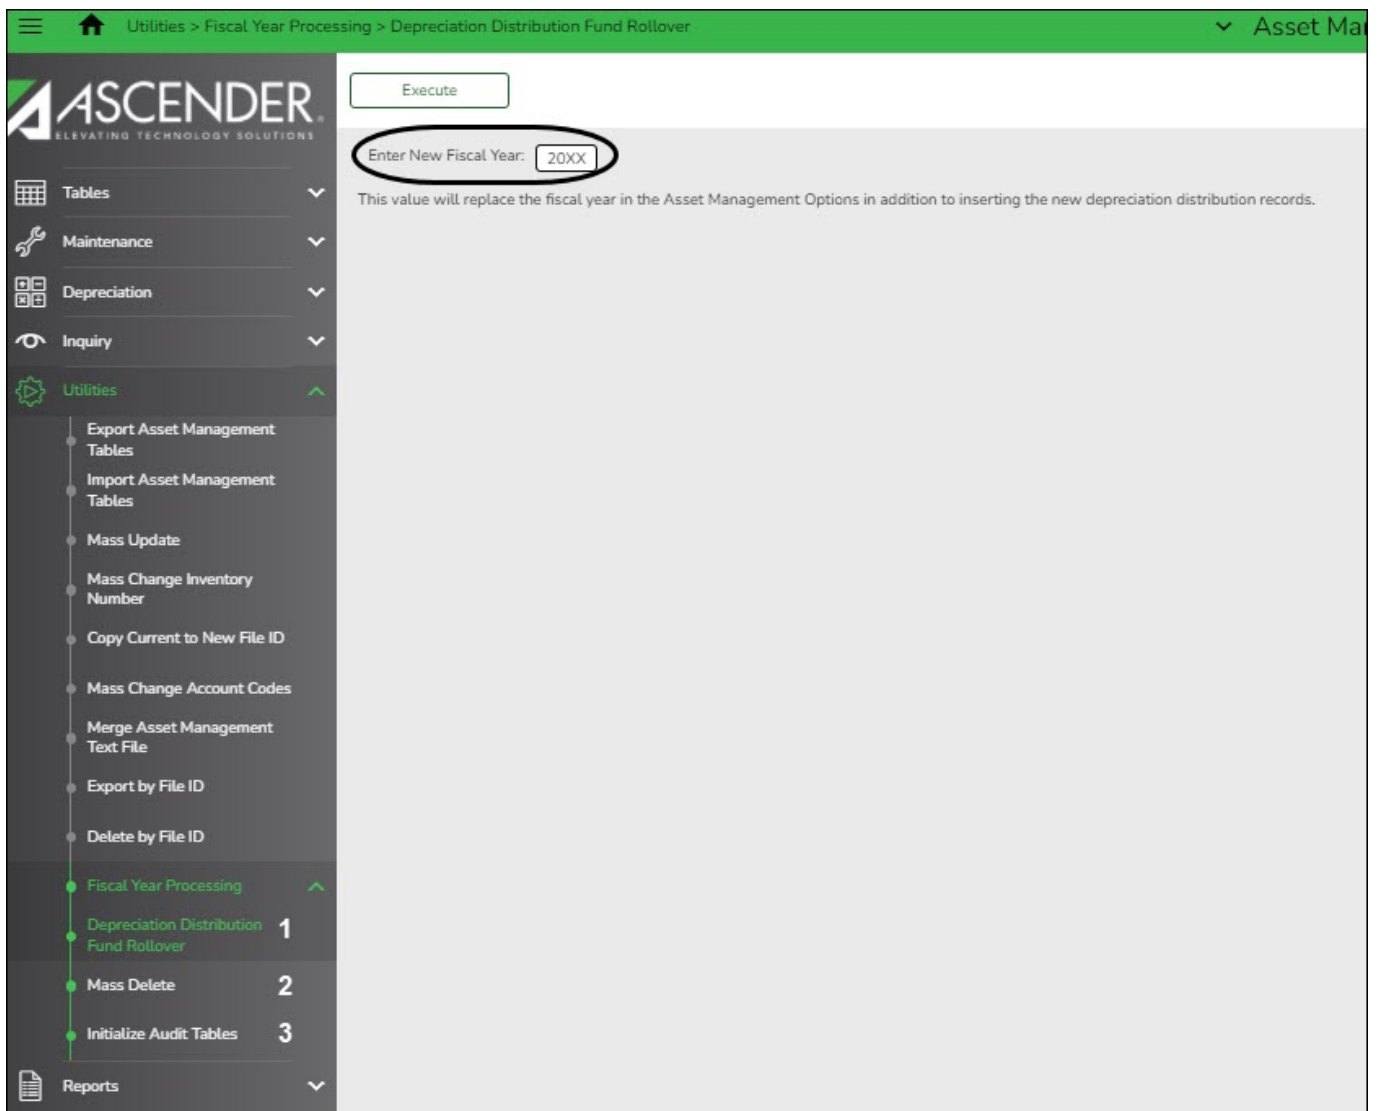 Utilities > Fiscal Year Processing > Depreciation Distribution Fund Rollover
Asset Mar
ASCENDER®
ELEVATING TECHNOLOGY SOLUTIONS
Execute
Enter New Fiscal Year: 20XX
This value will replace the fiscal year in the Asset Management Options in addition to inserting the new depreciation distribution records.
Tables
Maintenance
Depreciation
Inquiry
Utilities
Export Asset Management
Tables
Import Asset Management
Tables
Mass Update
Mass Change Inventory
Number
Copy Current to New File ID
Mass Change Account Codes
Merge Asset Management
Text File
Export by File ID
Delete by File ID
Fiscal Year Processing
Depreciation Distribution 1
Fund Rollover
Mass Delete 2
Initialize Audit Tables 3
Reports